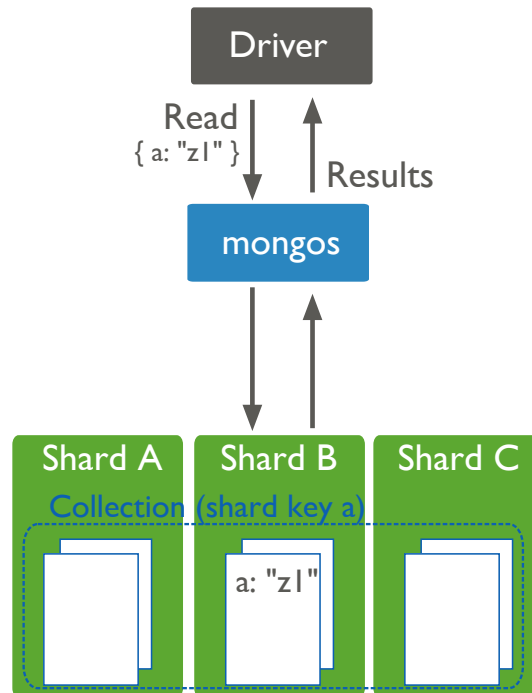 Driver
Read
{ a: "z1" }
Results
mongos
Shard A
Shard B
Shard C
Collection (shard key a)
a: "z1"